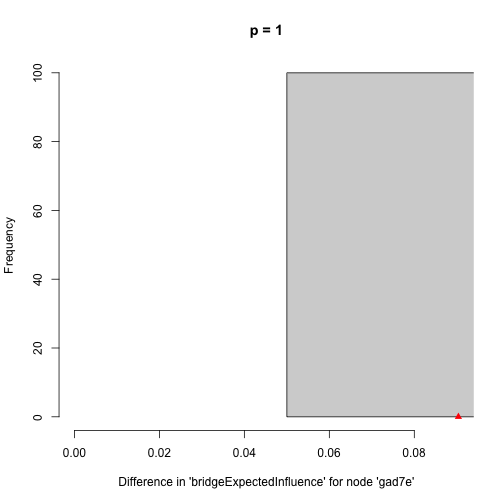 p = 1
Frequency
100
80
60
40
20
0
0.00 0.02 0.04 0.06 0.08
Difference in 'bridgeExpectedInfluence' for node 'gad7e'